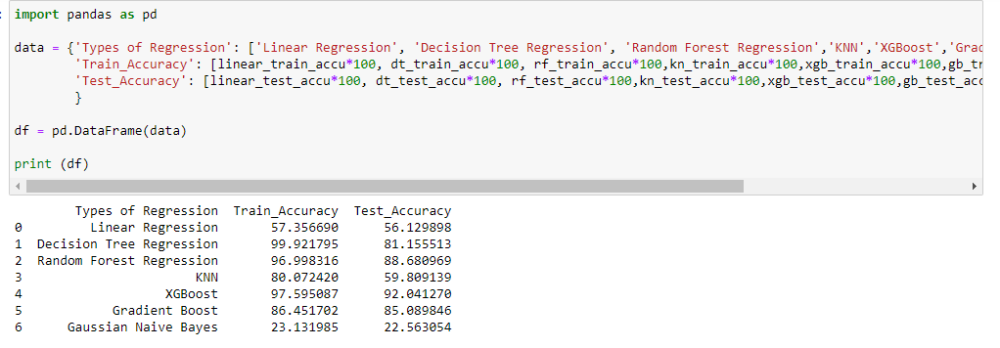 :
import pandas as pd
data = {'Types of Regression': ['Linear Regression', 'Decision Tree Regression', 'Random Forest Regression','KNN','XGBoost','Grad
'Train_Accuracy': [linear_train_accu*100, dt_train_accu*100, rf_train_accu*100,kn_train_accu*100,xgb_train_accu*100,gb_tr
'Test_Accuracy': [linear_test_accu*100, dt_test_accu*100, rf_test_accu*100,kn_test_accu*100,xgb_test_accu*100,gb_test_acc
}
df = pd.DataFrame(data)
print (df)
Types of Regression Train_Accuracy Test_Accuracy
0 Linear Regression 57.356690 56.129898
1 Decision Tree Regression 99.921795 81.155513
2 Random Forest Regression 96.998316 88.680969
3 KNN 80.072420 59.809139
4 XGBoost 97.595087 92.041270
5 Gradient Boost 86.451702 85.089846
6 Gaussian Naive Bayes 23.131985 22.563054